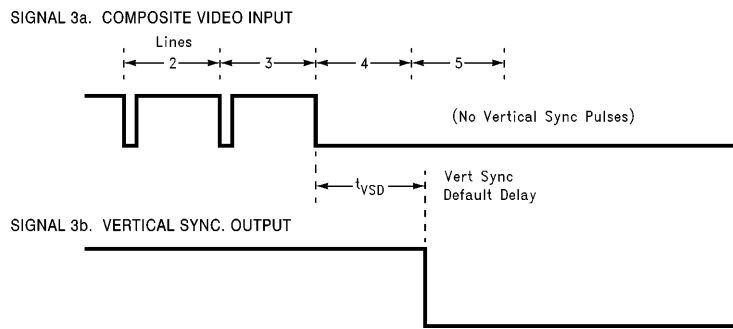 SIGNAL 3a. COMPOSITE VIDEO INPUT
Lines
2 3 4 5
(No Vertical Sync Pulses)
tVSD
Vert Sync
Default Delay
SIGNAL 3b. VERTICAL SYNC. OUTPUT